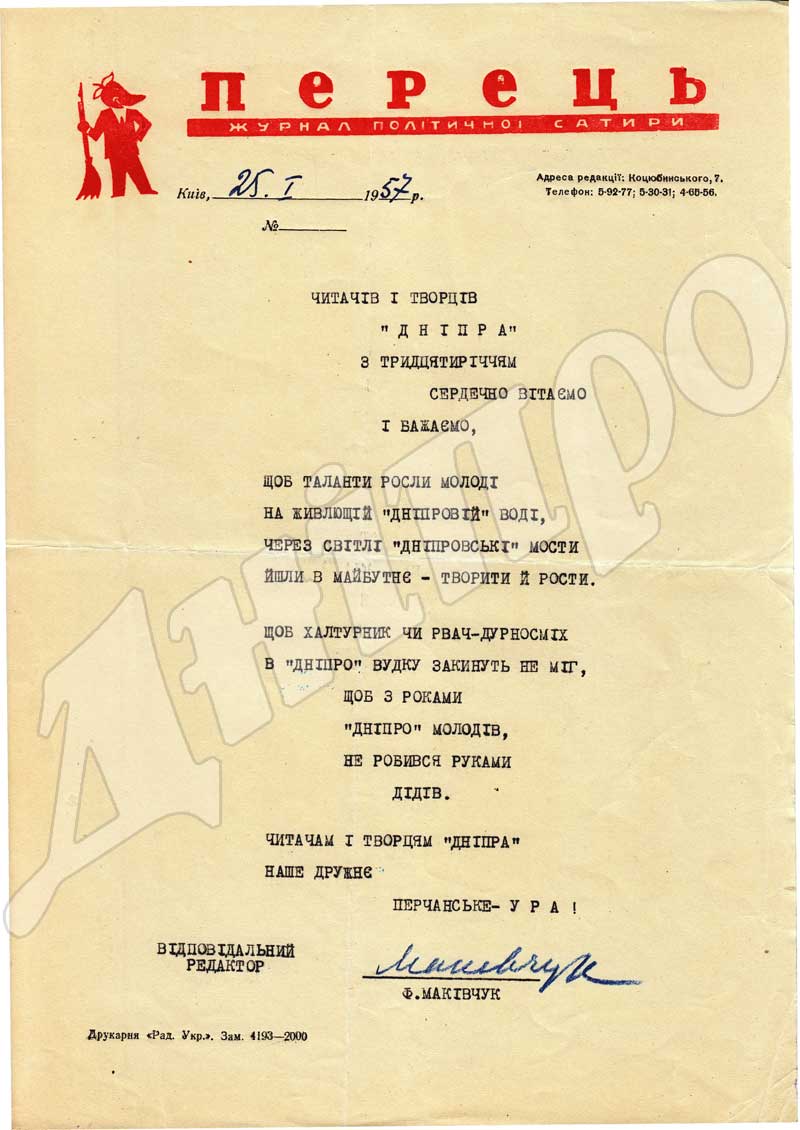 ПЕРЕЦЬ
ЖУРНАЛ ПОЛІТИЧНОЇ САТИРИ
Київ, 25. I 1957 р.
Адреса редакції: Коцюбинського, 7.
Телефон: 5-92-77; 5-30-31; 4-65-56.
№
ЧИТАЧІВ І ТВОРЦІВ
"ДНІПРА"
З ТРИДЦЯТИРІЧЧЯМ
СЕРДЕЧНО ВІТАЄМО
І БАЖАЄМО,
ЩОБ ТАЛАНТИ РОСЛИ МОЛОДІ
НА ЖИВЛЮЩІЙ "ДНІПРОВІЙ" ВОДІ,
ЧЕРЕЗ СВІТЛІ "ДНІПРОВСЬКІ" МОСТИ
ЙШЛИ В МАЙБУТНЄ - ТВОРИТИ Й РОСТИ.
ЩОБ ХАЛТУРНИК ЧИ РВАЧ-ДУРНОСМІХ
В "ДНІПРО" ВУДКУ ЗАКИНУТЬ НЕ МІГ,
ЩОБ З РОКАМИ
"ДНІПРО" МОЛОДІВ,
НЕ РОБИВСЯ РУКАМИ
ДІДІВ.
ЧИТАЧАМ І ТВОРЦЯМ "ДНІПРА"
НАШЕ ДРУЖНЄ
ПЕРЧАНСЬКЕ- У Р А !
ВІДПОВІДАЛЬНИЙ
РЕДАКТОР
Маківчук
Ф.МАКІВЧУК
Друкарня «Рад. Укр.». Зам. 4193—2000
Дніпро